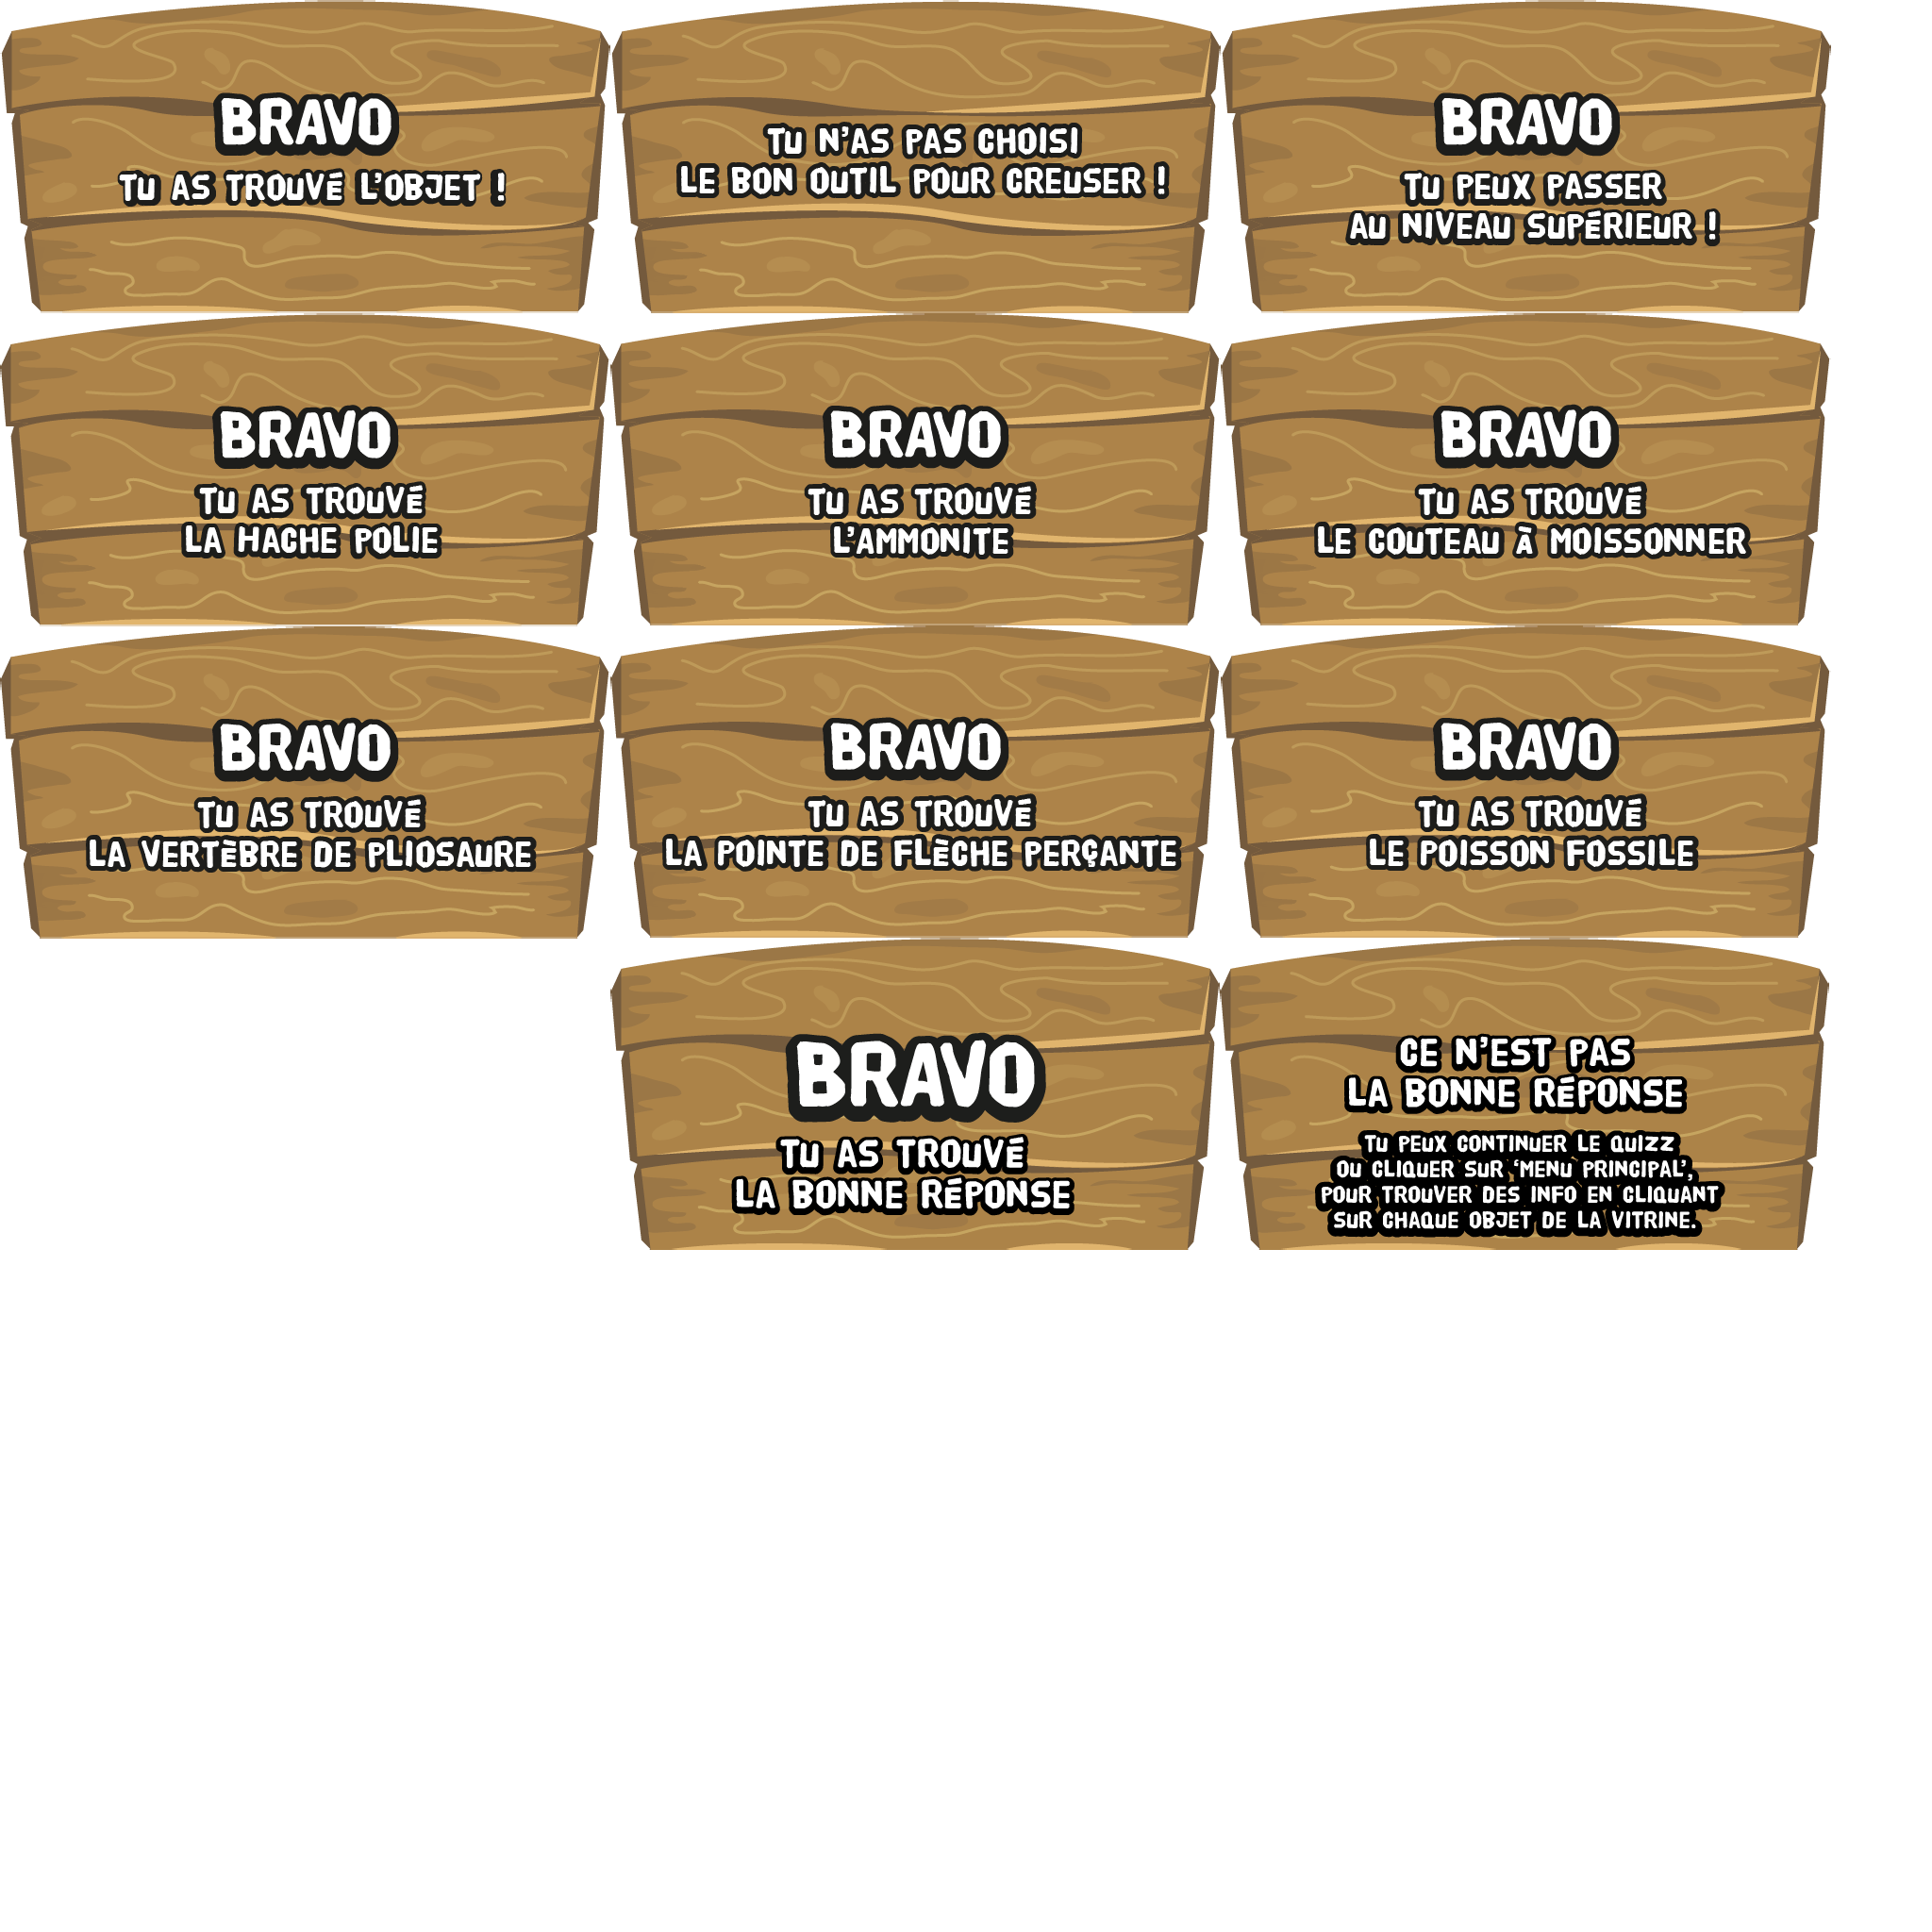 BRAVO
TU AS TROUVÉ L'OBJET !
TU N'AS PAS CHOISI
LE BON OUTIL POUR CREUSER !
BRAVO
TU PEUX PASSER
AU NIVEAU SUPÉRIEUR !
BRAVO
TU AS TROUVÉ
LA HACHE POLIE
BRAVO
TU AS TROUVÉ
L'AMMONITE
BRAVO
TU AS TROUVÉ
LE COUTEAU À MOISSONNER
BRAVO
TU AS TROUVÉ
LA VERTÈBRE DE PLIOSAURE
BRAVO
TU AS TROUVÉ
LA POINTE DE FLÈCHE PERÇANTE
BRAVO
TU AS TROUVÉ
LE POISSON FOSSILE
BRAVO
TU AS TROUVÉ
LA BONNE RÉPONSE
CE N'EST PAS
LA BONNE RÉPONSE
TU PEUX CONTINUER LE QUIZZ
OU CLIQUER SUR 'MENU PRINCIPAL',
POUR TROUVER DES INFO EN CLIQUANT
SUR CHAQUE OBJET DE LA VITRINE.